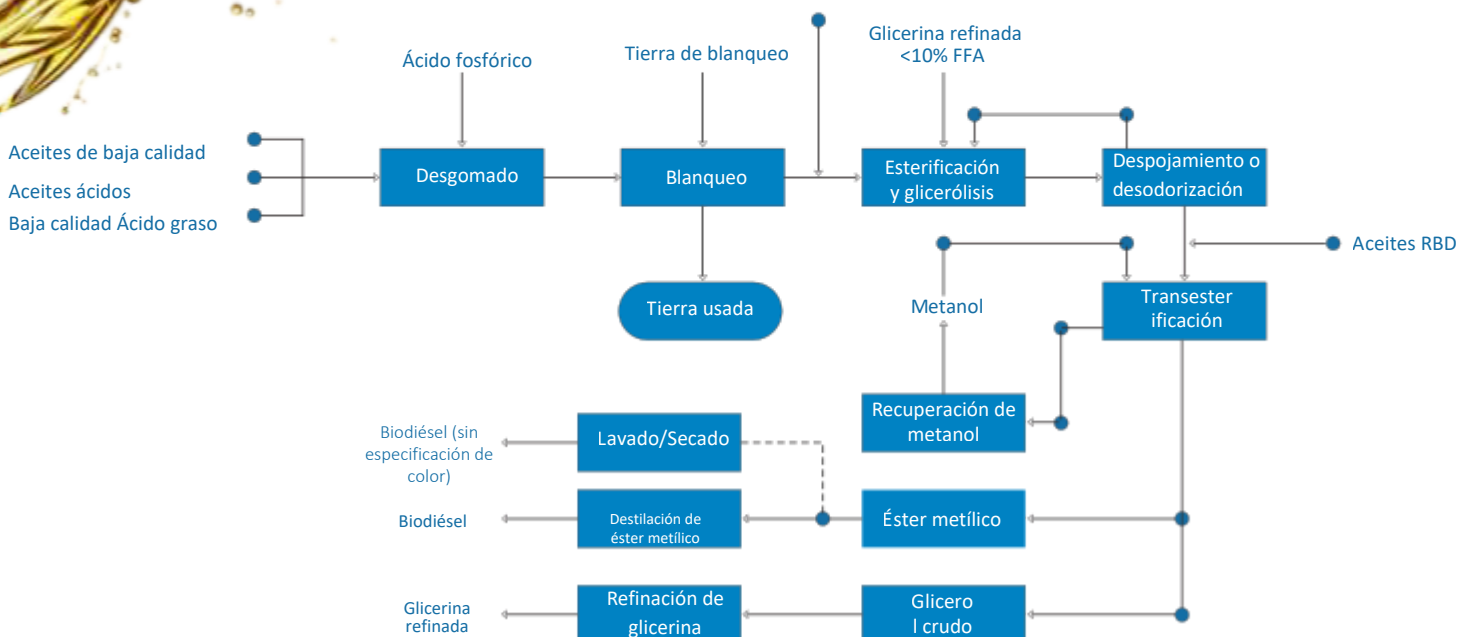 Glicerina refinada
<10% FFA
Ácido fosfórico
Tierra de blanqueo
Aceites de baja calidad
Aceites ácidos
Baja calidad Ácido graso
Desgomado
Blanqueo
Esterificación
y glicerólisis
Despojamiento o
desodorización
Aceites RBD
Tierra usada
Metanol
Transester
ificación
Recuperación de
metanol
Biodiésel (sin
especificación de
color)
Lavado/Secado
Biodiésel
Destilación de
éster metílico
Éster metílico
Glicerina
refinada
Refinación de
glicerina
Glicero
l crudo